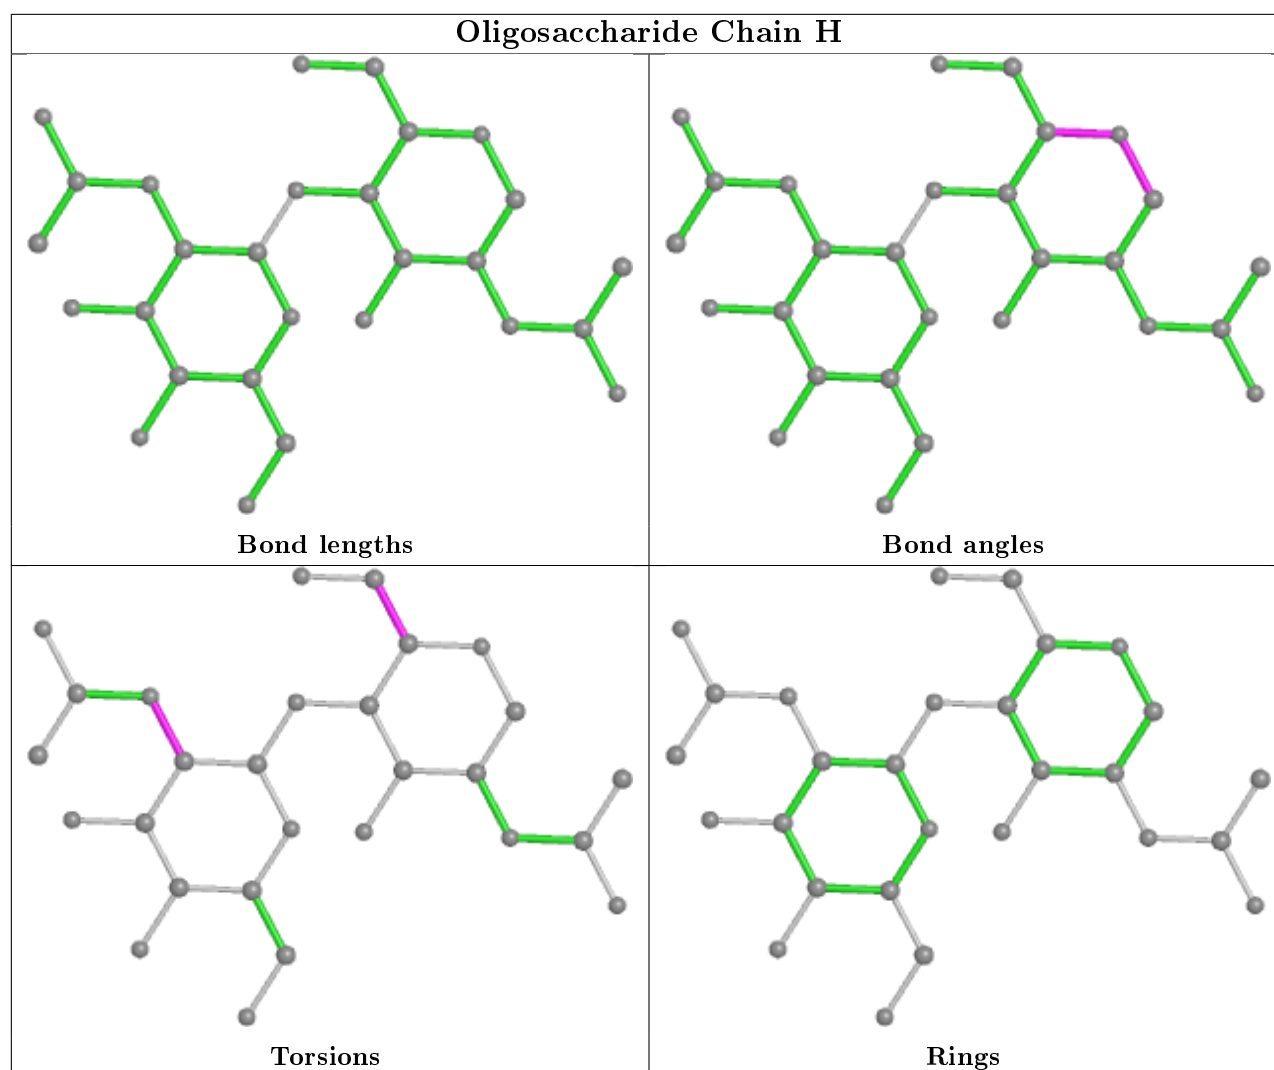 Oligosaccharide Chain H
Bond lengths
Bond angles
Torsions
Rings